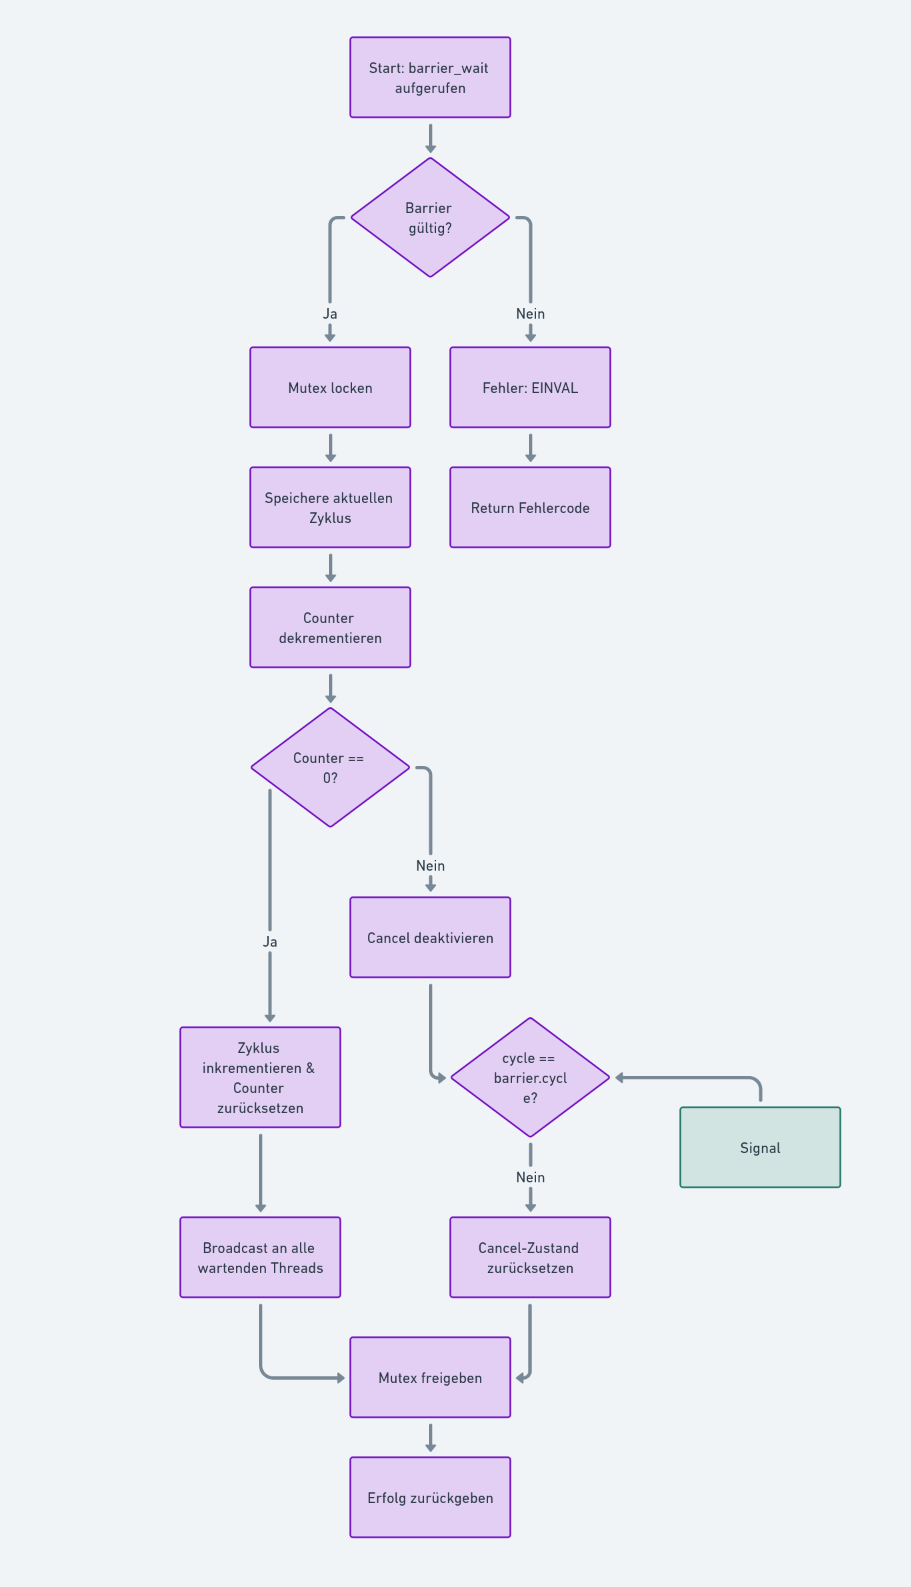 Start: barrier_wait
aufgerufen
Barrier
gültig?
Ja
Nein
Mutex locken
Fehler: EINVAL
Speichere aktuellen
Zyklus
Return Fehlercode
Counter
dekrementieren
Counter ==
0?
Nein
Ja
Cancel deaktivieren
Zyklus
inkrementieren &
Counter
zurücksetzen
cycle ==
barrier.cycl
e?
Signal
Nein
Broadcast an alle
wartenden Threads
Cancel-Zustand
zurücksetzen
Mutex freigeben
Erfolg zurückgeben